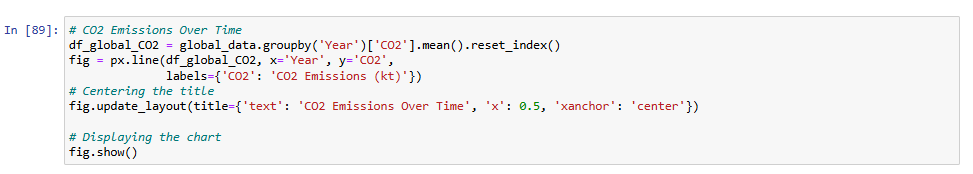 In [89]: # CO2 Emissions Over Time
df_global_CO2 = global_data.groupby('Year')['CO2'].mean().reset_index()
fig = px.line(df_global_CO2, x='Year', y='CO2',
              labels={'CO2': 'CO2 Emissions (kt)'})
# Centering the title
fig.update_layout(title={'text': 'CO2 Emissions Over Time', 'x': 0.5, 'xanchor': 'center'})

# Displaying the chart
fig.show()